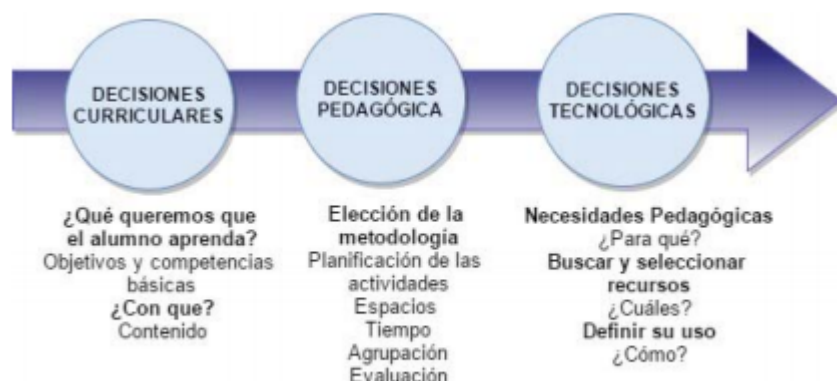 DECISIONES
CURRICULARES
DECISIONES
PEDAGÓGICA
DECISIONES
TECNOLÓGICAS
¿Qué queremos que
el alumno aprenda?
Objetivos y competencias
básicas
¿Con que?
Contenido
Elección de la
metodología
Planificación de las
actividades
Espacios
Tiempo
Agrupación
Evaluación
Necesidades Pedagógicas
¿Para qué?
Buscar y seleccionar
recursos
¿Cuáles?
Definir su uso
¿Cómo?